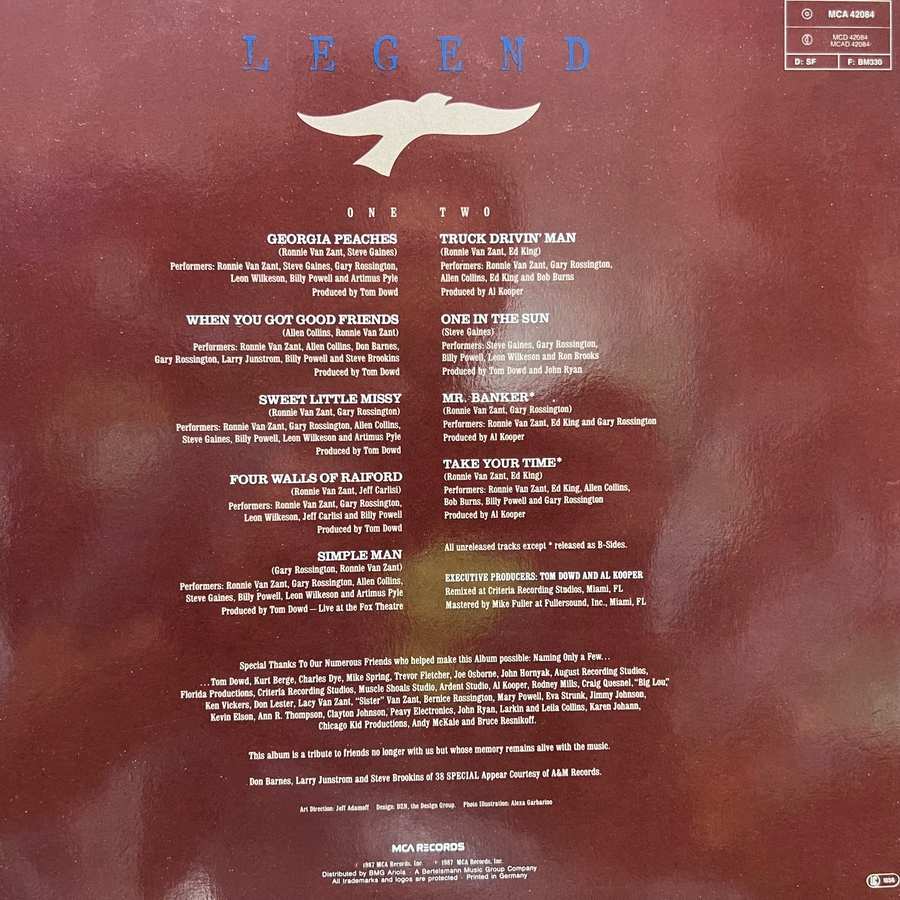 LEGEND
MCA 42084
MCD 42084
MCAD 42084
D: SF
F: BM330
ONE
GEORGIA PEACHES
(Ronnie Van Zant, Steve Gaines)
Performers: Ronnie Van Zant, Steve Gaines, Gary Rossington,
Leon Wilkeson, Billy Powell and Artimus Pyle
Produced by Tom Dowd
WHEN YOU GOT GOOD FRIENDS
(Allen Collins, Ronnie Van Zant)
Performers: Ronnie Van Zant, Allen Collins, Don Barnes,
Gary Rossington, Larry Junstrom, Billy Powell and Steve Brookins
Produced by Tom Dowd
SWEET LITTLE MISSY
(Ronnie Van Zant, Gary Rossington)
Performers: Ronnie Van Zant, Gary Rossington, Allen Collins,
Steve Gaines, Billy Powell, Leon Wilkeson and Artimus Pyle
Produced by Tom Dowd
FOUR WALLS OF RAIFORD
(Ronnie Van Zant, Jeff Carlisi)
Performers: Ronnie Van Zant, Gary Rossington,
Leon Wilkeson, Jeff Carlisi and Billy Powell
Produced by Tom Dowd
SIMPLE MAN
(Gary Rossington, Ronnie Van Zant)
Performers: Ronnie Van Zant, Gary Rossington, Allen Collins,
Steve Gaines, Billy Powell, Leon Wilkeson and Artimus Pyle
Produced by Tom Dowd — Live at the Fox Theatre
TWO
TRUCK DRIVIN' MAN
(Ronnie Van Zant, Ed King)
Performers: Ronnie Van Zant, Gary Rossington,
Allen Collins, Ed King and Bob Burns
Produced by Al Kooper
ONE IN THE SUN
(Steve Gaines)
Performers: Steve Gaines, Gary Rossington,
Billy Powell, Leon Wilkeson and Ron Brooks
Produced by Tom Dowd and John Ryan
MR. BANKER*
(Ronnie Van Zant, Gary Rossington)
Performers: Ronnie Van Zant, Ed King and Gary Rossington
Produced by Al Kooper
TAKE YOUR TIME*
(Ronnie Van Zant, Ed King)
Performers: Ronnie Van Zant, Ed King, Allen Collins,
Bob Burns, Billy Powell and Gary Rossington
Produced by Al Kooper
All unreleased tracks except * released as B-Sides.
EXECUTIVE PRODUCERS: TOM DOWD AND AL KOOPER
Remixed at Criteria Recording Studios, Miami, FL
Mastered by Mike Fuller at Fullersound, Inc., Miami, FL
Special Thanks To Our Numerous Friends who helped make this Album possible: Naming Only a Few...
...Tom Dowd, Kurt Berge, Charles Dye, Mike Spring, Trevor Fletcher, Joe Osborne, John Hornyak, August Recording Studios,
Florida Productions, Criteria Recording Studios, Muscle Shoals Studio, Ardent Studio, Al Kooper, Rodney Mills, Craig Quesnel, "Big Lou,"
Ken Vickers, Don Lester, Lacy Van Zant, "Sister" Van Zant, Bernice Rossington, Mary Powell, Eva Strunk, Jimmy Johnson,
Kevin Elson, Ann R. Thompson, Clayton Johnson, Peavy Electronics, John Ryan, Larkin and Leila Collins, Karen Johann,
Chicago Kid Productions, Andy McKaie and Bruce Resnikoff.
This album is a tribute to friends no longer with us but whose memory remains alive with the music.
Don Barnes, Larry Junstrom and Steve Brookins of 38 SPECIAL Appear Courtesy of A&M Records.
Art Direction: Jeff Adamoff Design: DZN, the Design Group. Photo Illustration: Alexa Garbarino
MCA RECORDS
℗ 1987 MCA Records, Inc. © 1987 MCA Records, Inc.
Distributed by BMG Ariola · A Bertelsmann Music Group Company
All trademarks and logos are protected · Printed in Germany